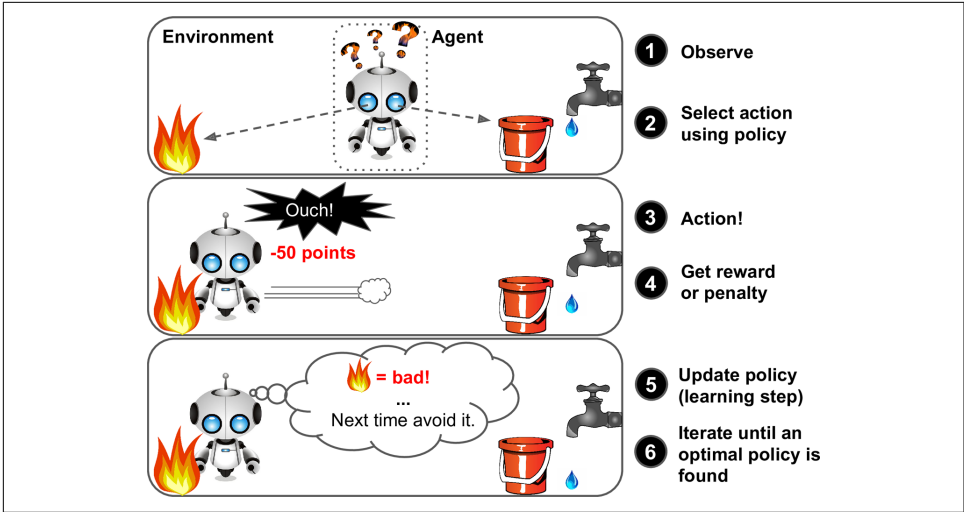 Environment
Agent
? ? ?
1 Observe
2 Select action
using policy
Ouch!
-50 points
3 Action!
4 Get reward
or penalty
= bad!
...
Next time avoid it.
5 Update policy
(learning step)
6 Iterate until an
optimal policy is
found